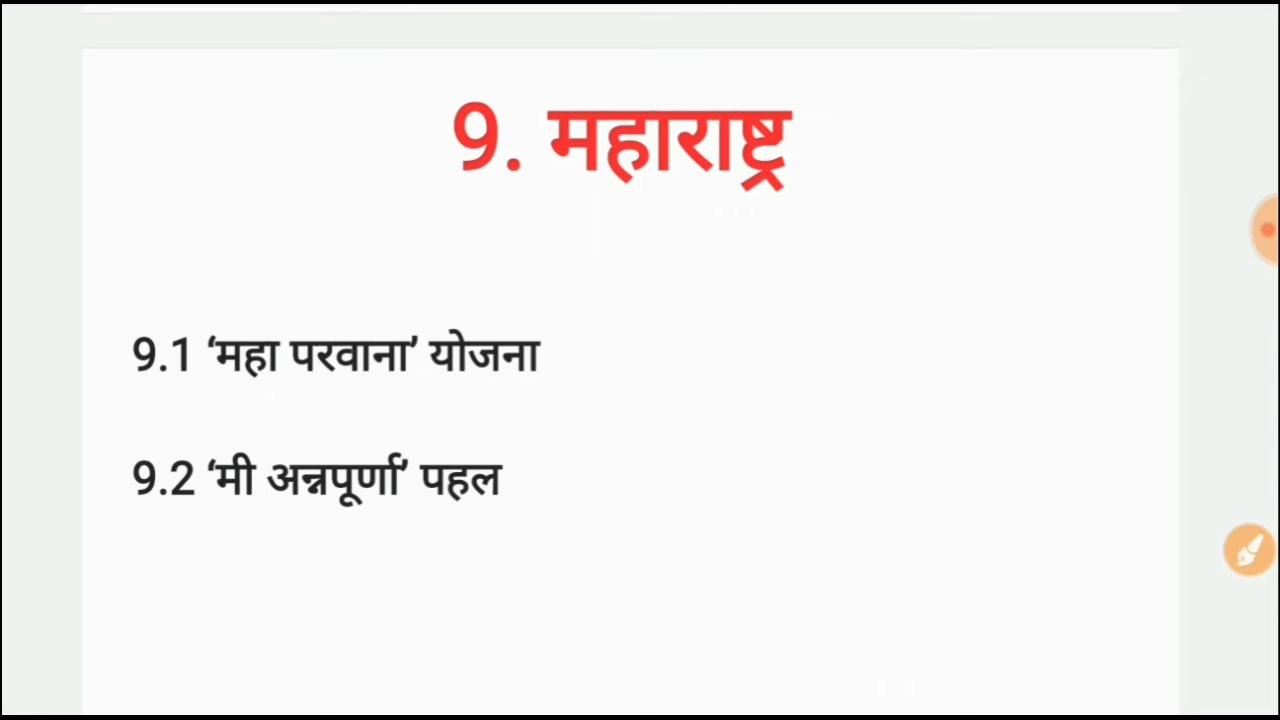 9. महाराष्ट्र
9.1 ‘महा परवाना’ योजना
9.2 ‘मी अन्नपूर्णा’ पहल